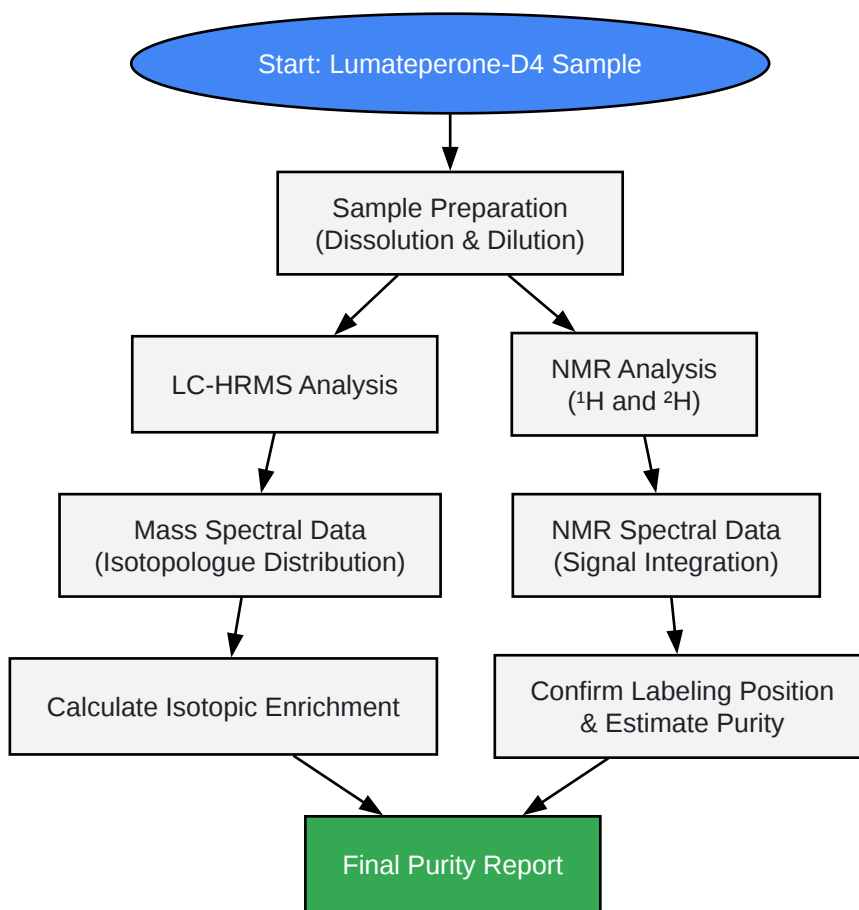 Start: Lumateperone-D4 Sample
Sample Preparation
(Dissolution & Dilution)
LC-HRMS Analysis
NMR Analysis
(¹H and ²H)
Mass Spectral Data
(Isotopologue Distribution)
NMR Spectral Data
(Signal Integration)
Calculate Isotopic Enrichment
Confirm Labeling Position
& Estimate Purity
Final Purity Report